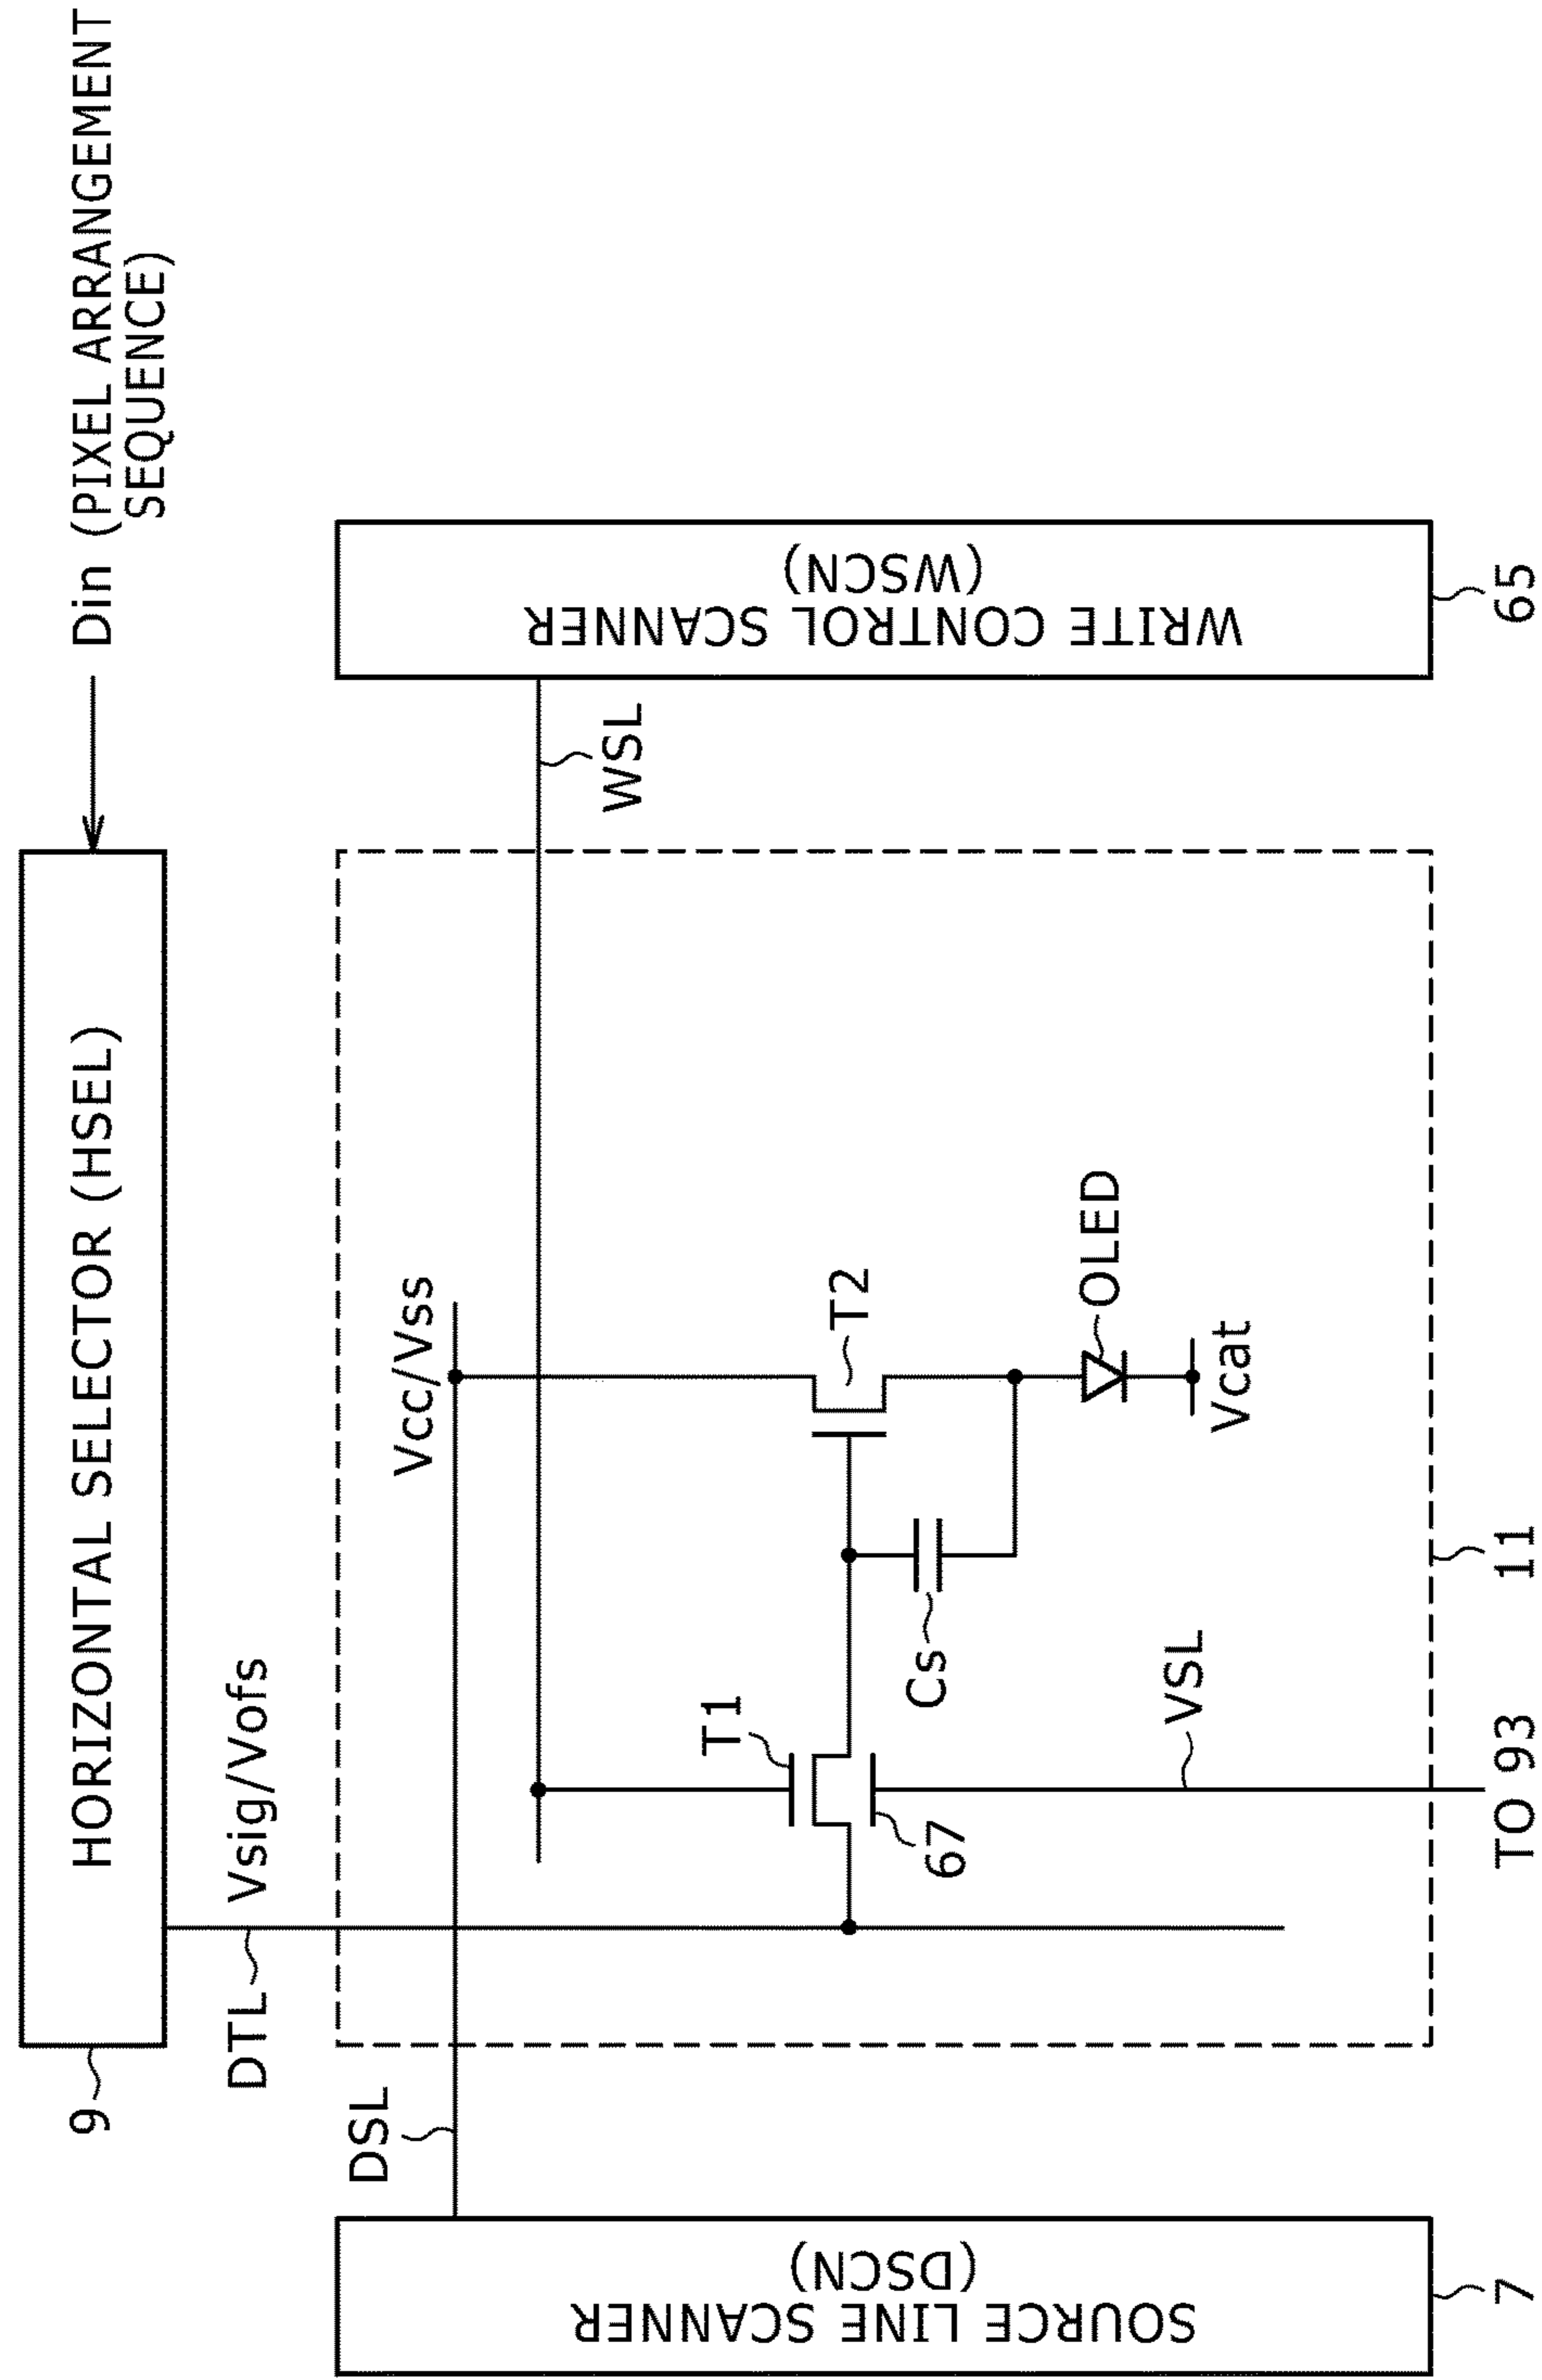 Din (PIXEL ARRANGEMENT
SEQUENCE)
HORIZONTAL SELECTOR (HSEL)
9
DTL
Vsig/Vofs
DSL
Vcc/Vss
WSL
T1
T2
67
Cs
OLED
VSL
Vcat
SOURCE LINE SCANNER
(DSCN)
WRITE CONTROL SCANNER
(WSCN)
7
TO 93
11
65